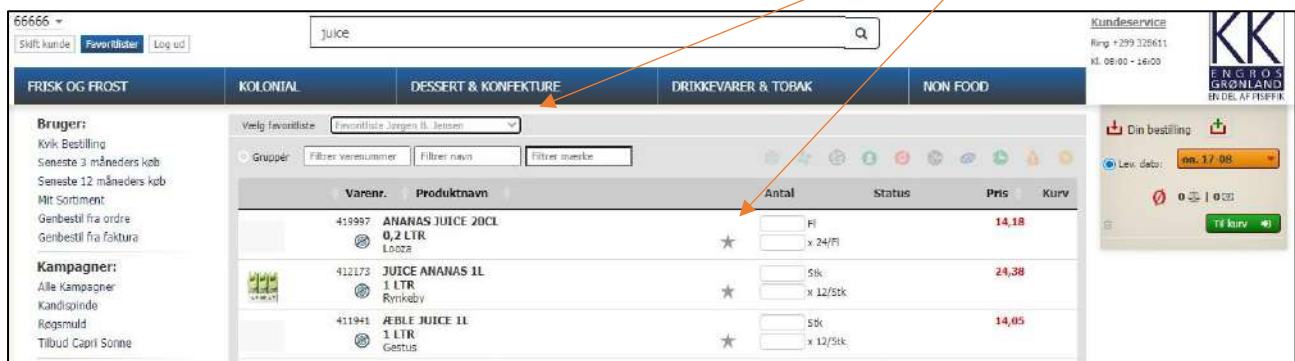 66666
Skift kunde Favoritlister Log ud
juice
Kundeservice
Ring +299 328611
Kl. 08:00 - 16:00
KK
ENGROS
GRØNLAND
EN DEL AF PISIFFIK
FRISK OG FROST KOLONIAL DESSERT & KONFEKTURE DRIKKEVARER & TOBAK NON FOOD
Bruger:
Kvik Bestilling
Seneste 3 måneders køb
Seneste 12 måneders køb
Mit Sortiment
Genbestil fra ordre
Genbestil fra faktura
Kampagner:
Alle Kampagner
Kandispinde
Røgsmuld
Tilbud Capri Sonne
Vælg favoritliste Favoritliste Jørgen B. Jensen
Gruppér Filtrer varenummer Filtrer navn Filtrer mærke
Varenr. Produktnavn Antal Status Pris Kurv
419997 ANANAS JUICE 20CL Fl 14,18
0,2 LTR
Looza x 24/Fl
412173 JUICE ANANAS 1L Stk 24,38
1 LTR
Rynkeby x 12/Stk
411941 ÆBLE JUICE 1L Stk 14,05
1 LTR
Gestus x 12/Stk
Din bestilling
Lev. dato: on. 17-08
0 | 0
Til kurv